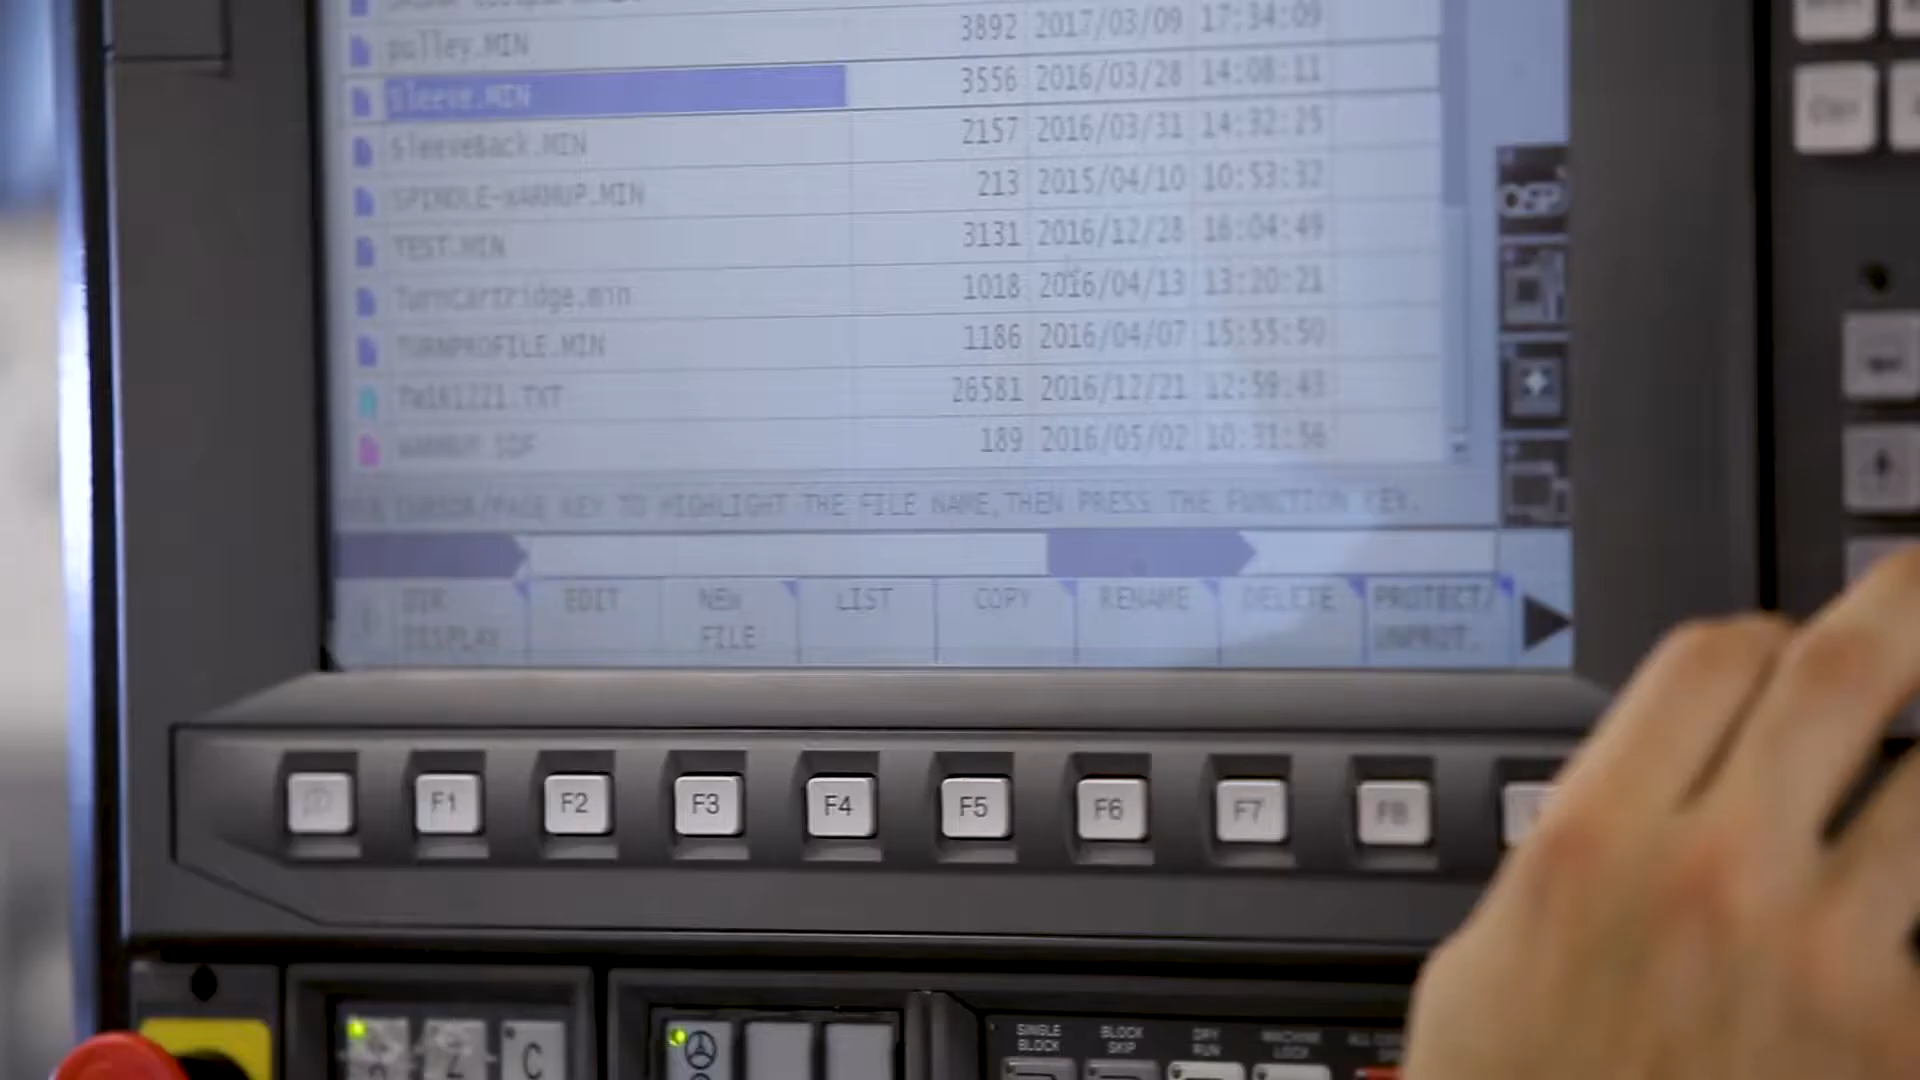 3892 2017/03/09 17:34:09
pulley.MIN
Sleeve.MIN 3556 2016/03/28 14:08:11
SleeveBack.MIN 2157 2016/03/31 14:32:25
SPINDLE-WARMUP.MIN 213 2015/04/10 10:53:32
TEST.MIN 3131 2016/12/28 16:04:49
TurnCartridge.min 1018 2016/04/13 13:20:21
TURNPROFILE.MIN 1186 2016/04/07 15:55:50
26581 2016/12/21 12:59:43
189 2016/05/02 10:31:56
CURSOR/PAGE KEY TO HIGHLIGHT THE FILE NAME,THEN PRESS THE FUNCTION KEY.
OSP
DIR DISPLAY EDIT NEW FILE LIST COPY RENAME DELETE PROTECT/ UNPROT.
F1 F2 F3 F4 F5 F6 F7 F8
Ctrl
Z C
SINGLE BLOCK
BLOCK SKIP
DRY RUN
MACHINE LOCK